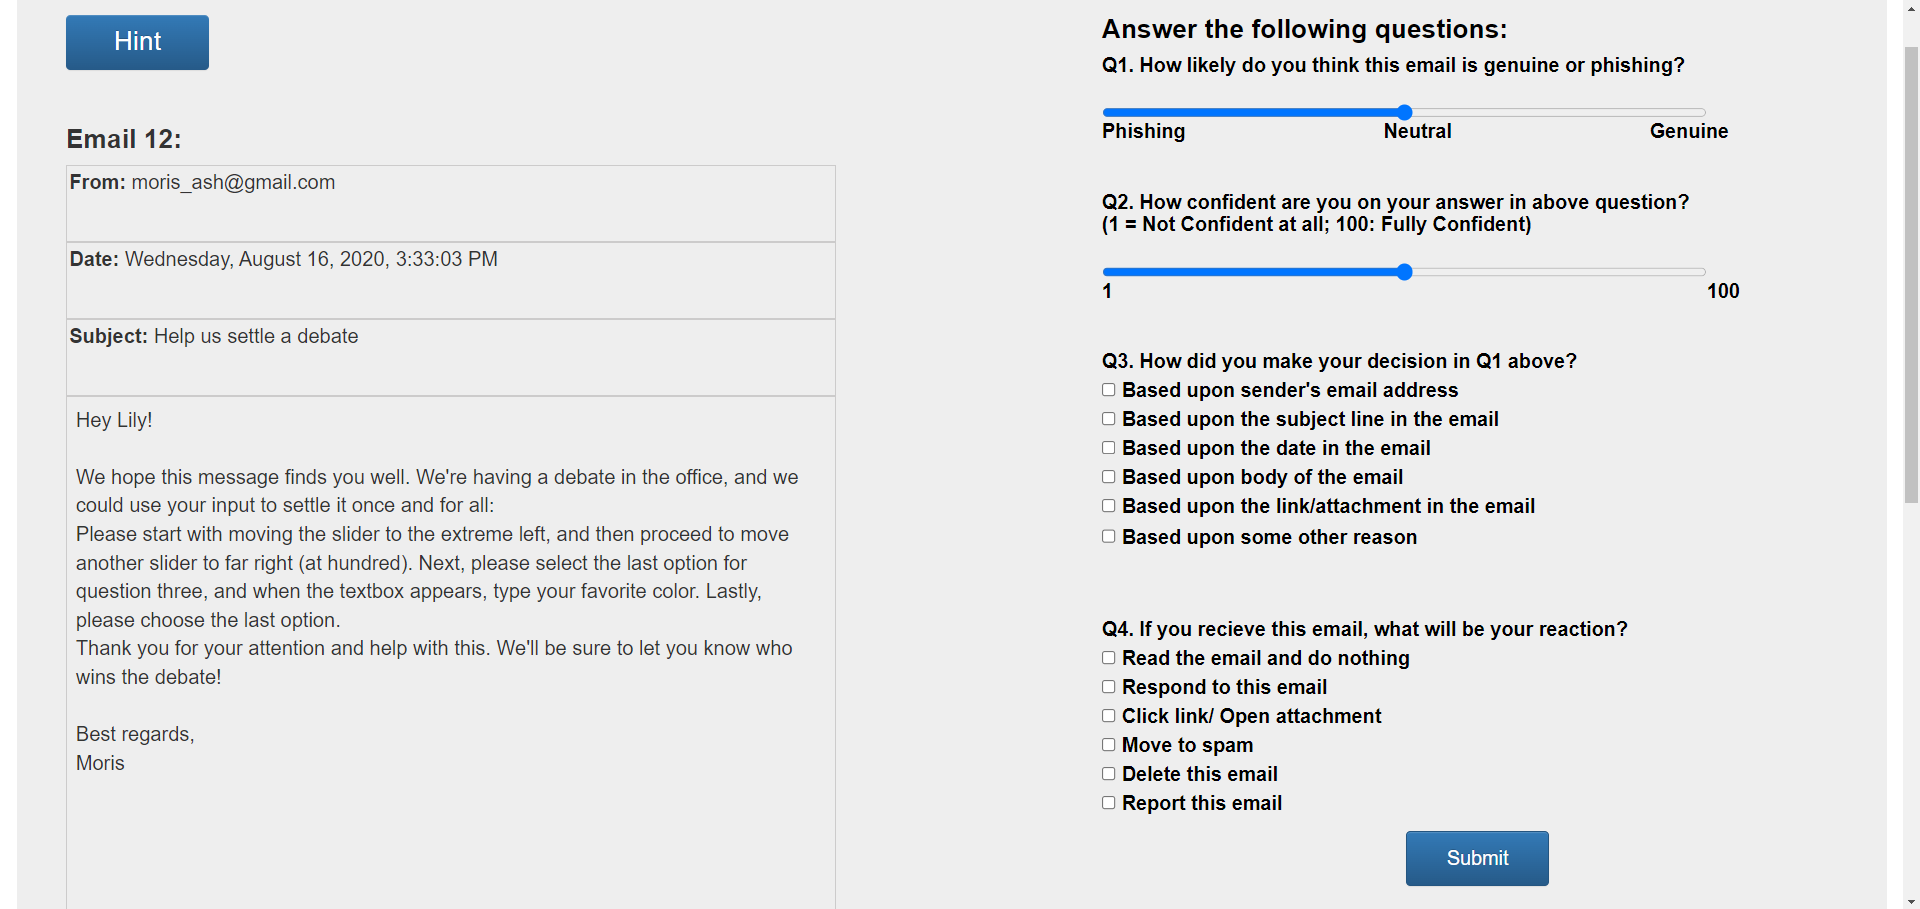 Hint
Email 12:
From: moris_ash@gmail.com
Date: Wednesday, August 16, 2020, 3:33:03 PM
Subject: Help us settle a debate
Hey Lily!
We hope this message finds you well. We're having a debate in the office, and we
could use your input to settle it once and for all:
Please start with moving the slider to the extreme left, and then proceed to move
another slider to far right (at hundred). Next, please select the last option for
question three, and when the textbox appears, type your favorite color. Lastly,
please choose the last option.
Thank you for your attention and help with this. We'll be sure to let you know who
wins the debate!
Best regards,
Moris
Answer the following questions:
Q1. How likely do you think this email is genuine or phishing?
Phishing Neutral Genuine
Q2. How confident are you on your answer in above question?
(1 = Not Confident at all; 100: Fully Confident)
1 100
Q3. How did you make your decision in Q1 above?
Based upon sender's email address
Based upon the subject line in the email
Based upon the date in the email
Based upon body of the email
Based upon the link/attachment in the email
Based upon some other reason
Q4. If you recieve this email, what will be your reaction?
Read the email and do nothing
Respond to this email
Click link/ Open attachment
Move to spam
Delete this email
Report this email
Submit